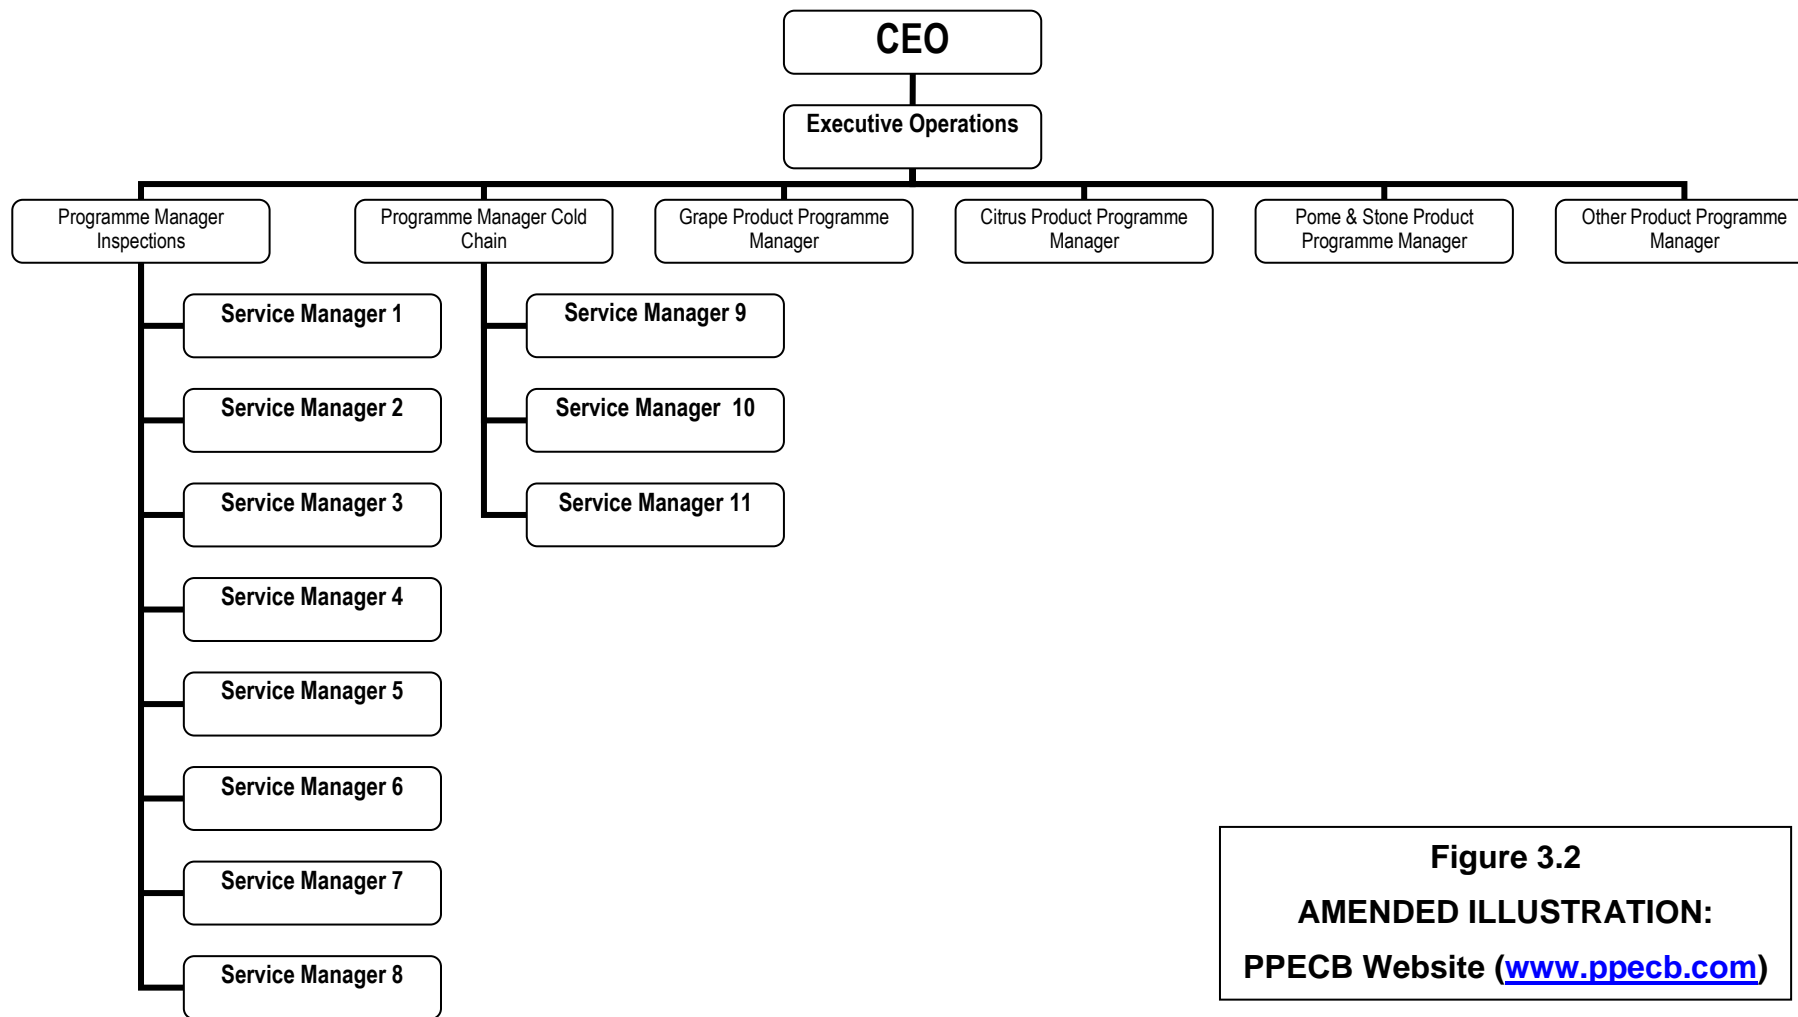 CEO
Executive Operations
Programme Manager
Inspections
Programme Manager Cold
Chain
Grape Product Programme
Manager
Citrus Product Programme
Manager
Pome & Stone Product
Programme Manager
Other Product Programme
Manager
Service Manager 1
Service Manager 2
Service Manager 3
Service Manager 4
Service Manager 5
Service Manager 6
Service Manager 7
Service Manager 8
Service Manager 9
Service Manager  10
Service Manager 11
Figure 3.2
AMENDED ILLUSTRATION:
PPECB Website (www.ppecb.com)